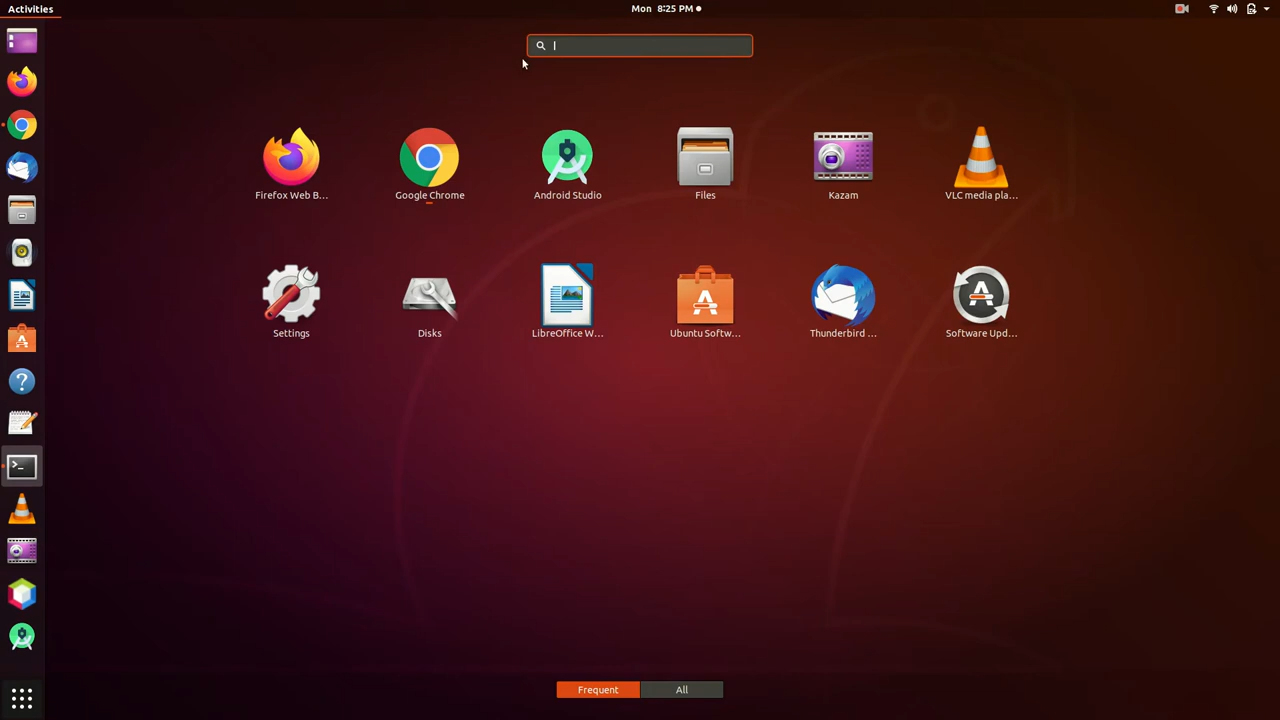 Activities
Mon 8:25 PM
Firefox Web B...
Google Chrome
Android Studio
Files
Kazam
VLC media pla...
Settings
Disks
LibreOffice W...
Ubuntu Softw...
Thunderbird ...
Software Upd...
Frequent
All